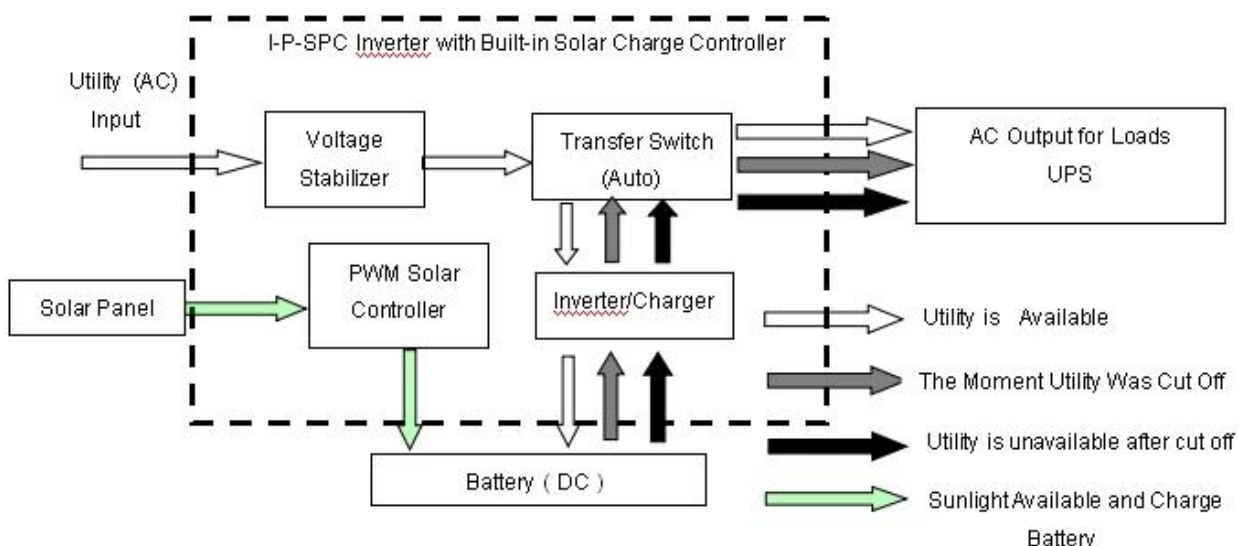 I-P-SPC Inverter with Built-in Solar Charge Controller
Utility (AC)
Input
Voltage
Stabilizer
Transfer Switch
(Auto)
AC Output for Loads
UPS
PWM Solar
Controller
Solar Panel
Inverter/Charger
Battery ( DC )
Utility is Available
The Moment Utility Was Cut Off
Utility is unavailable after cut off
Sunlight Available and Charge
Battery